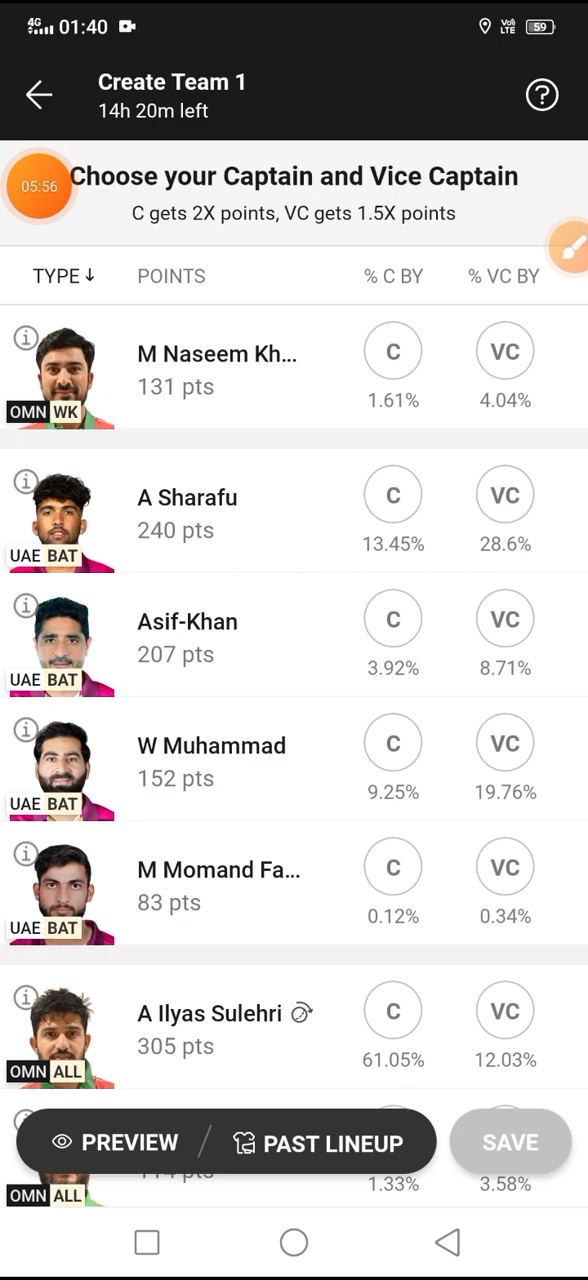 4G 01:40 Vo) LTE 59
Create Team 1
14h 20m left
05:56
Choose your Captain and Vice Captain
C gets 2X points, VC gets 1.5X points
TYPE↓ POINTS % C BY % VC BY
M Naseem Kh... C VC
131 pts 1.61% 4.04%
OMN WK
A Sharafu C VC
240 pts 13.45% 28.6%
UAE BAT
Asif-Khan C VC
207 pts 3.92% 8.71%
UAE BAT
W Muhammad C VC
152 pts 9.25% 19.76%
UAE BAT
M Momand Fa... C VC
83 pts 0.12% 0.34%
UAE BAT
A Ilyas Sulehri C VC
305 pts 61.05% 12.03%
OMN ALL
PREVIEW / PAST LINEUP SAVE
1.33% 3.58%
OMN ALL